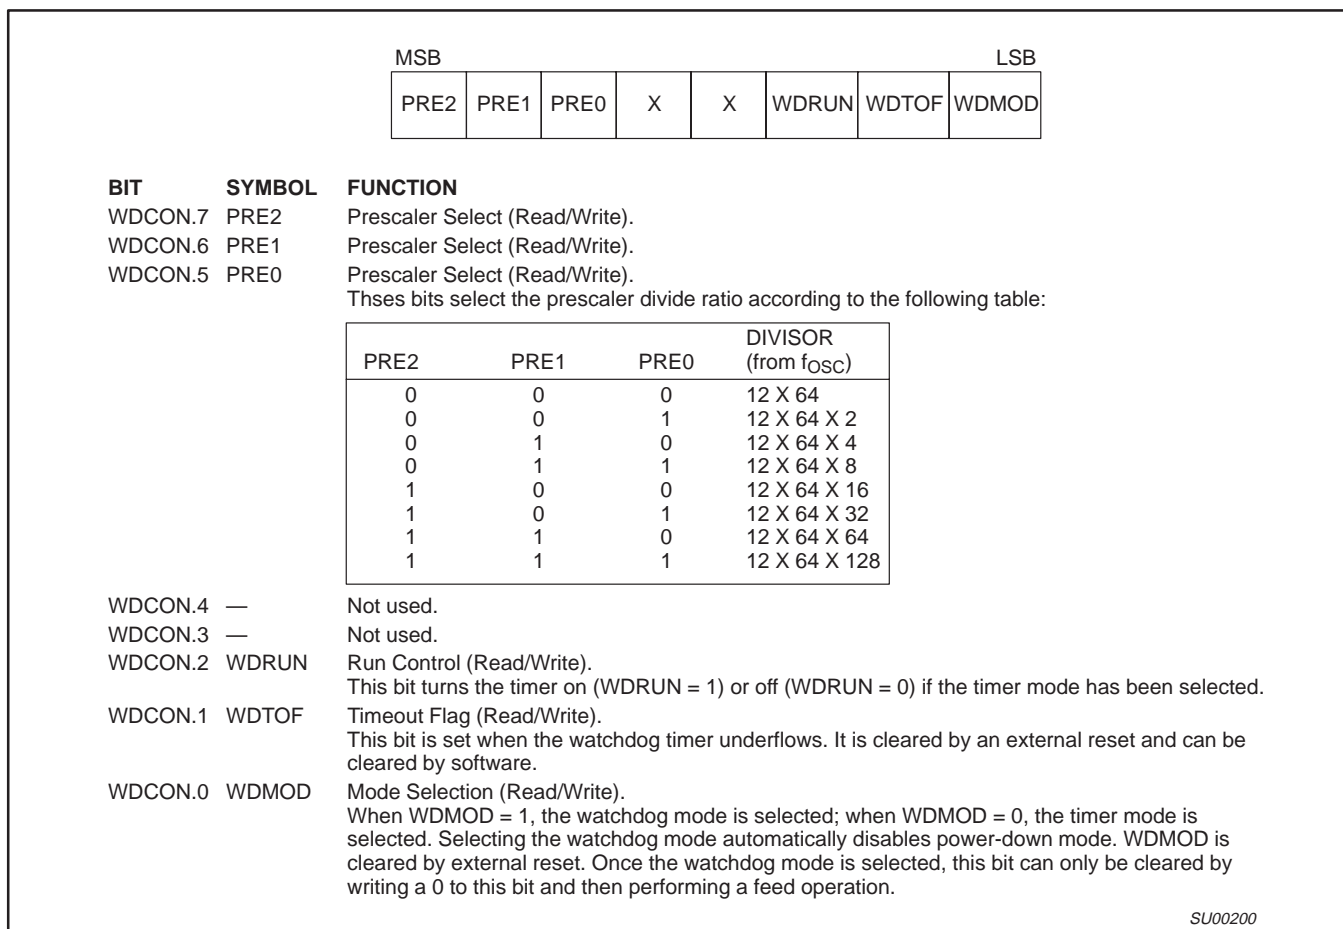 MSB LSB
PRE2 PRE1 PRE0 X X WDRUN WDTOF WDMOD
BIT SYMBOL FUNCTION
WDCON.7 PRE2 Prescaler Select (Read/Write).
WDCON.6 PRE1 Prescaler Select (Read/Write).
WDCON.5 PRE0 Prescaler Select (Read/Write).
Thses bits select the prescaler divide ratio according to the following table:
DIVISOR
PRE2 PRE1 PRE0 (from fOSC)
0 0 0 12 X 64
0 0 1 12 X 64 X 2
0 1 0 12 X 64 X 4
0 1 1 12 X 64 X 8
1 0 0 12 X 64 X 16
1 0 1 12 X 64 X 32
1 1 0 12 X 64 X 64
1 1 1 12 X 64 X 128
WDCON.4 — Not used.
WDCON.3 — Not used.
WDCON.2 WDRUN Run Control (Read/Write).
This bit turns the timer on (WDRUN = 1) or off (WDRUN = 0) if the timer mode has been selected.
WDCON.1 WDTOF Timeout Flag (Read/Write).
This bit is set when the watchdog timer underflows. It is cleared by an external reset and can be
cleared by software.
WDCON.0 WDMOD Mode Selection (Read/Write).
When WDMOD = 1, the watchdog mode is selected; when WDMOD = 0, the timer mode is
selected. Selecting the watchdog mode automatically disables power-down mode. WDMOD is
cleared by external reset. Once the watchdog mode is selected, this bit can only be cleared by
writing a 0 to this bit and then performing a feed operation.
SU00200